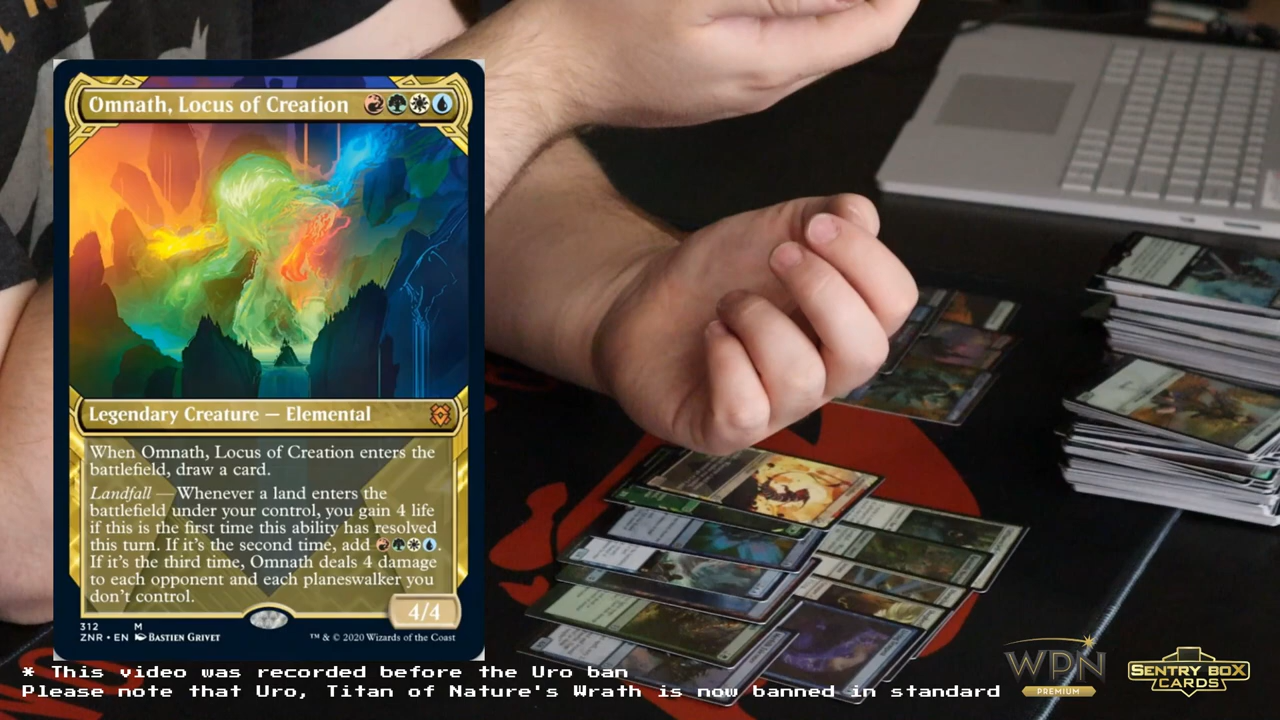 Omnath, Locus of Creation
Legendary Creature — Elemental
When Omnath, Locus of Creation enters the
battlefield, draw a card.
Landfall — Whenever a land enters the
battlefield under your control, you gain 4 life
if this is the first time this ability has resolved
this turn. If it's the second time, add
If it's the third time, Omnath deals 4 damage
to each opponent and each planeswalker you
don't control.
4/4
312 M
ZNR • EN BASTIEN GRIVET
™ & © 2020 Wizards of the Coast
* This video was recorded before the Uro ban
Please note that Uro, Titan of Nature's Wrath is now banned in standard
WPN
PREMIUM
SENTRY BOX
CARDS